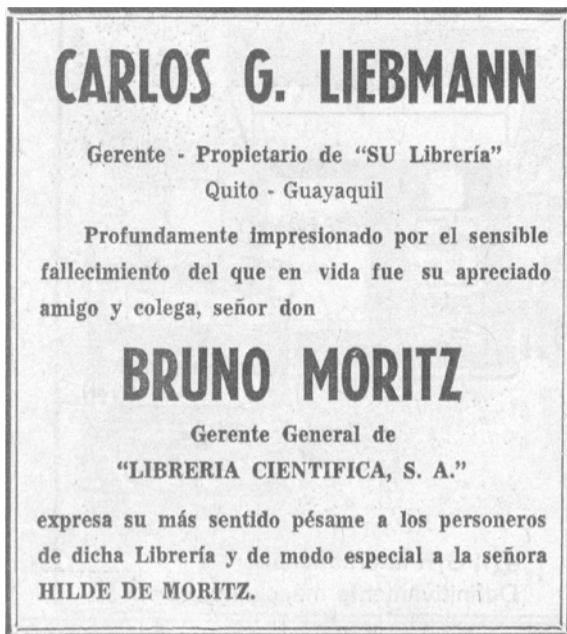 CARLOS G. LIEBMANN
Gerente - Propietario de "SU Librería"
Quito - Guayaquil
Profundamente impresionado por el sensible
fallecimiento del que en vida fue su apreciado
amigo y colega, señor don
BRUNO MORITZ
Gerente General de
"LIBRERIA CIENTIFICA, S. A."
expresa su más sentido pésame a los personeros
de dicha Librería y de modo especial a la señora
HILDE DE MORITZ.